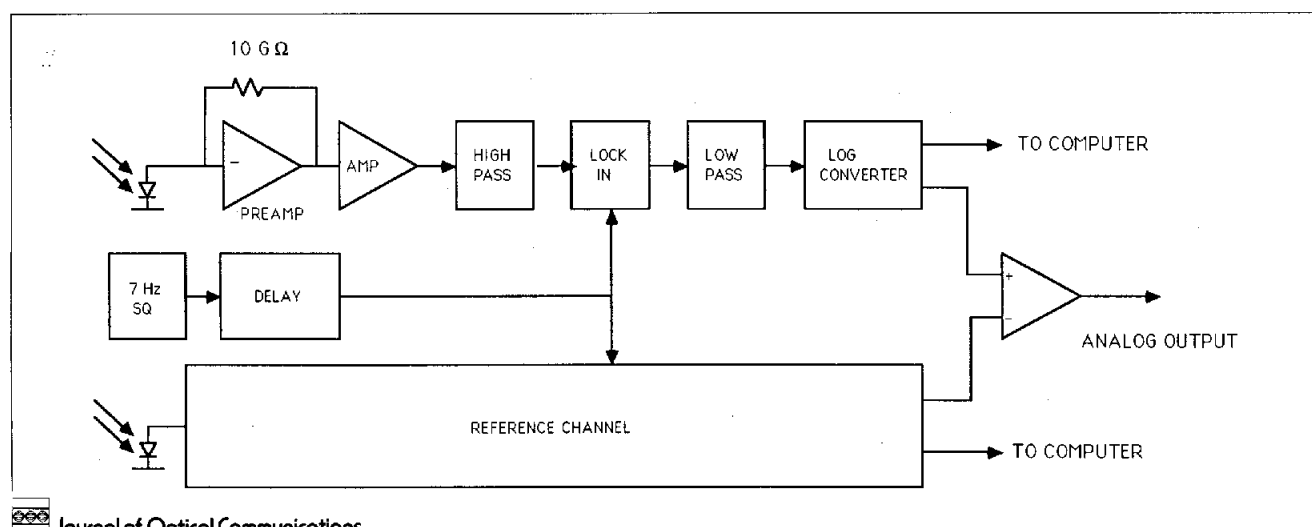 10 GΩ
−
PREAMP
AMP
HIGH
PASS
LOCK
IN
LOW
PASS
LOG
CONVERTER
TO COMPUTER
7 Hz
SQ
DELAY
+
−
ANALOG OUTPUT
REFERENCE CHANNEL
TO COMPUTER
Journal of Optical Communications